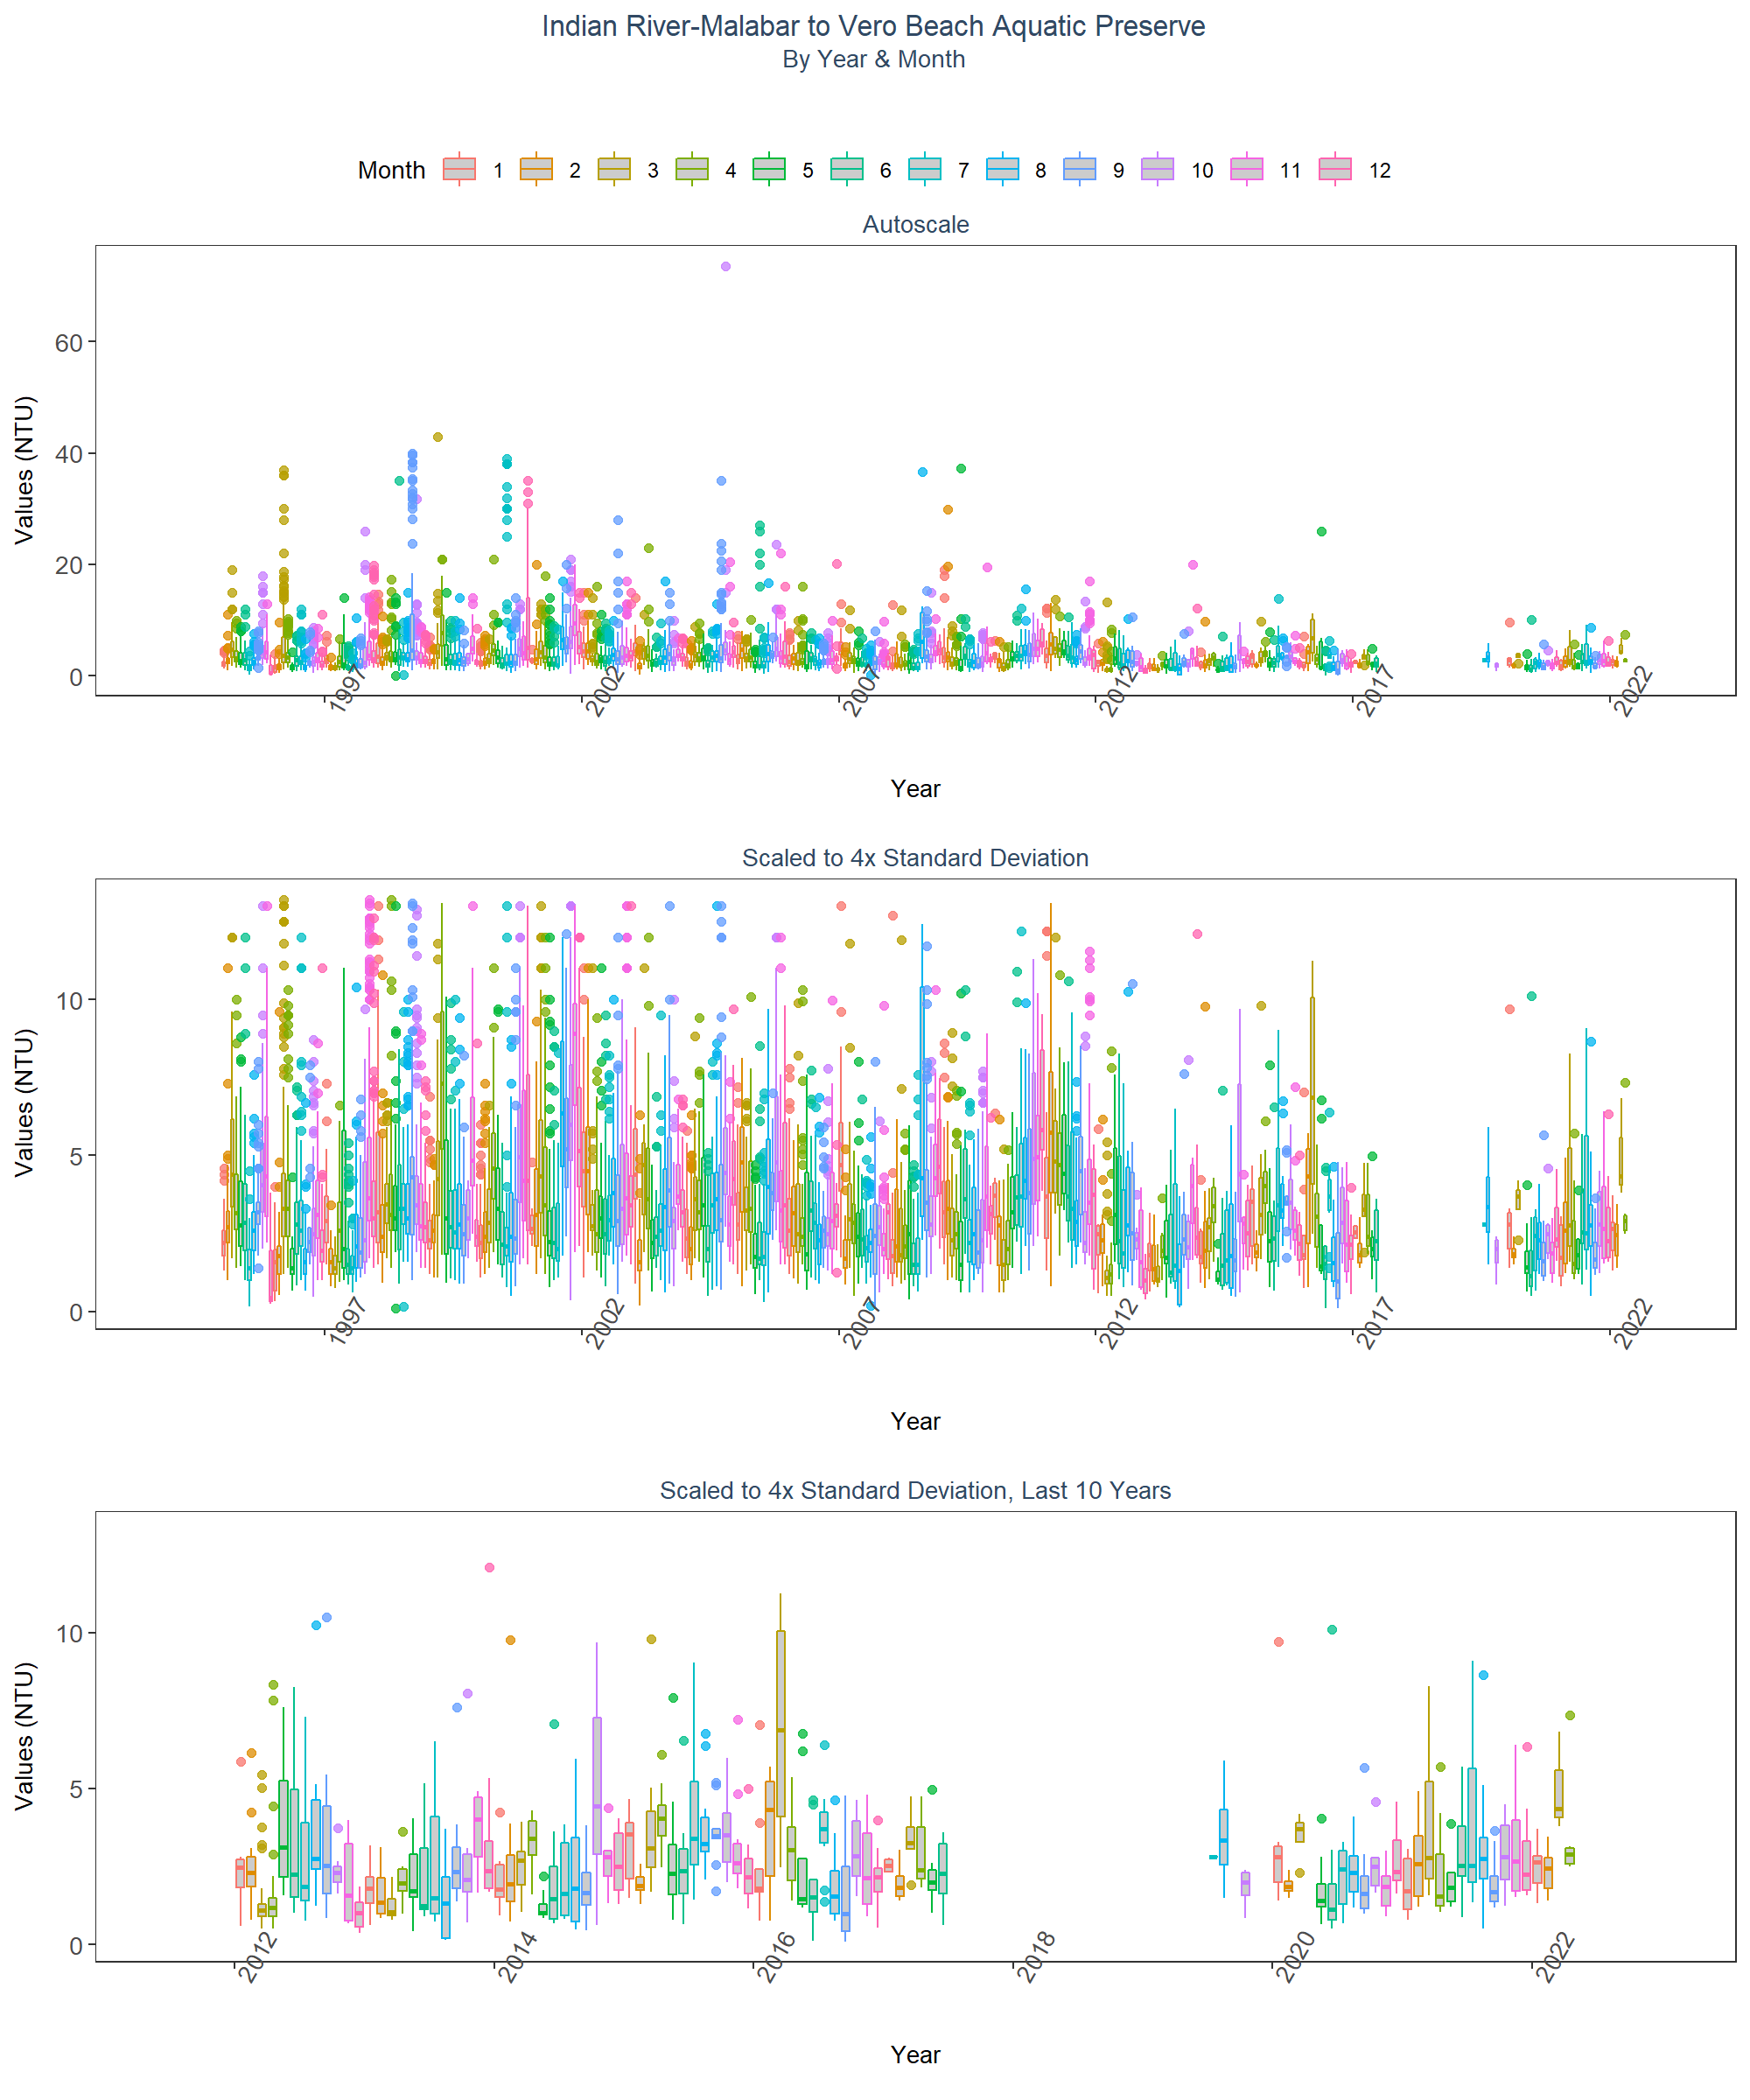 Indian River-Malabar to Vero Beach Aquatic Preserve
By Year & Month
Month 1 2 3 4 5 6 7 8 9 10 11 12
Autoscale
Values (NTU)
60
40
20
0
1997 2002 2007 2012 2017 2022
Year
Scaled to 4x Standard Deviation
Values (NTU)
10
5
0
1997 2002 2007 2012 2017 2022
Year
Scaled to 4x Standard Deviation, Last 10 Years
Values (NTU)
10
5
0
2012 2014 2016 2018 2020 2022
Year